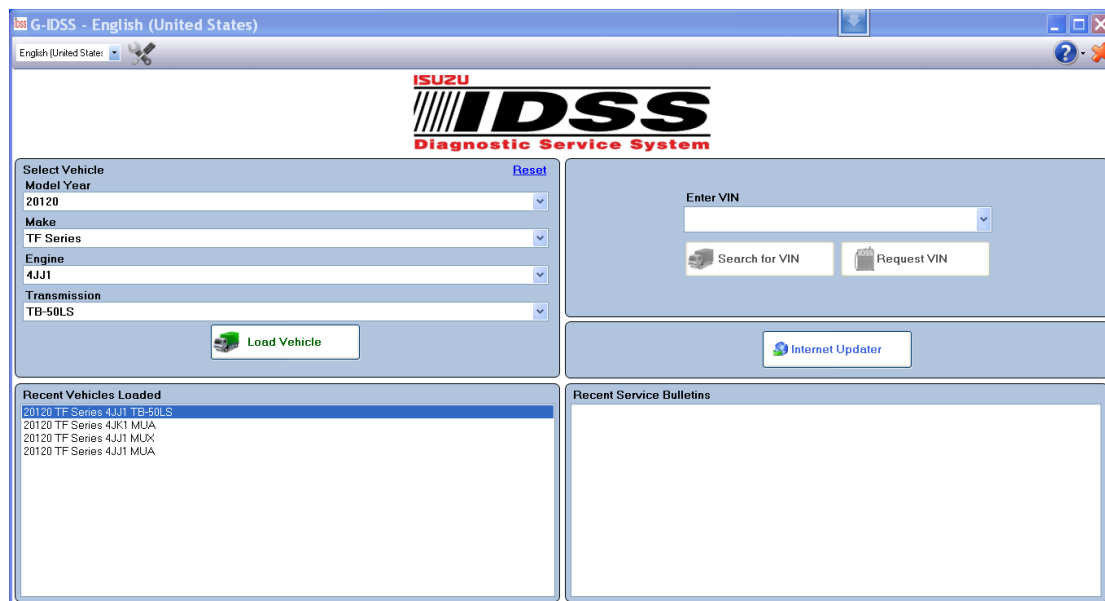 IDSS G-IDSS - English (United States)
English (United State:
?
ISUZU
IDSS
Diagnostic Service System
Select Vehicle
Reset
Model Year
20120
Make
TF Series
Engine
4JJ1
Transmission
TB-50LS
Load Vehicle
Enter VIN
Search for VIN
IDSS Request VIN
Internet Updater
Recent Vehicles Loaded
20120 TF Series 4JJ1 TB-50LS
20120 TF Series 4JK1 MUA
20120 TF Series 4JJ1 MUX
20120 TF Series 4JJ1 MUA
Recent Service Bulletins